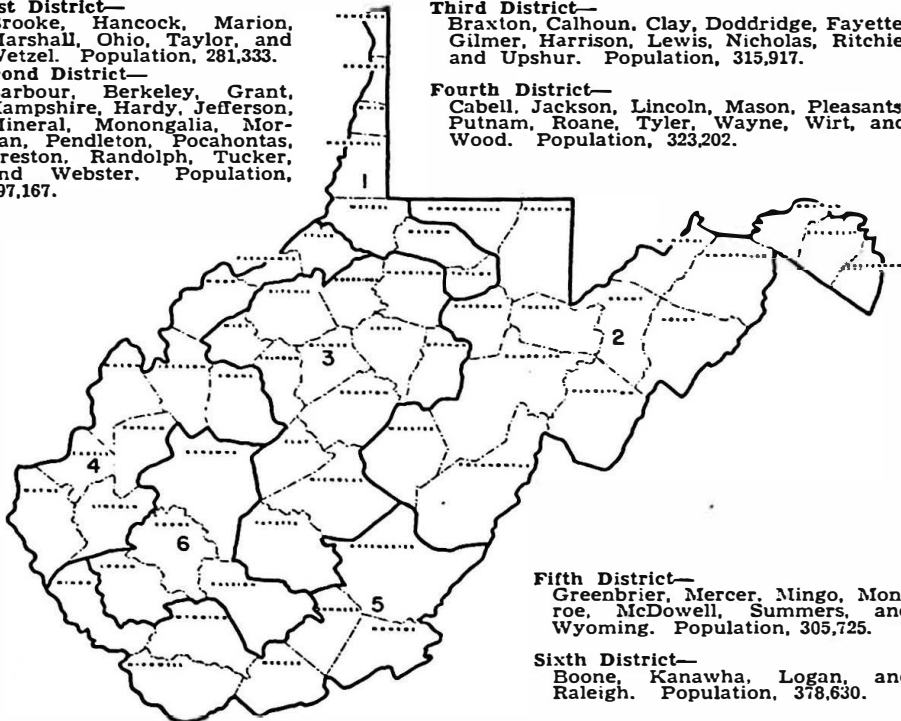 st District—
Brooke, Hancock, Marion,
Marshall, Ohio, Taylor, and
Wetzel. Population, 281,333.
ond District—
Barbour, Berkeley, Grant,
Hampshire, Hardy, Jefferson,
Mineral, Monongalia, Mor-
an, Pendleton, Pocahontas,
reston, Randolph, Tucker,
and Webster. Population,
97,167.
Third District—
Braxton, Calhoun, Clay, Doddridge, Fayette
Gilmer, Harrison, Lewis, Nicholas, Ritchie
and Upshur. Population, 315,917.
Fourth District—
Cabell, Jackson, Lincoln, Mason, Pleasants
Putnam, Roane, Tyler, Wayne, Wirt, and
Wood. Population, 323,202.
1
2
3
4
6
5
Fifth District—
Greenbrier, Mercer, Mingo, Mon
roe, McDowell, Summers, and
Wyoming. Population, 305,725.
Sixth District—
Boone, Kanawha, Logan, and
Raleigh. Population, 378,630.